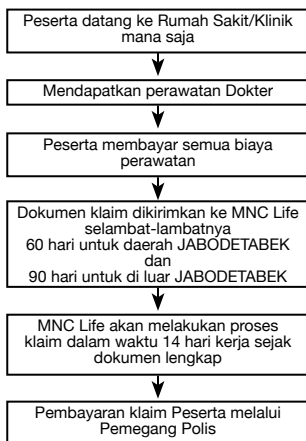 Peserta datang ke Rumah Sakit/Klinik
mana saja
Mendapatkan perawatan Dokter
Peserta membayar semua biaya
perawatan
Dokumen klaim dikirimkan ke MNC Life
selambat-lambatnya
60 hari untuk daerah JABODETABEK
dan
90 hari untuk di luar JABODETABEK
MNC Life akan melakukan proses
klaim dalam waktu 14 hari kerja sejak
dokumen lengkap
Pembayaran klaim Peserta melalui
Pemegang Polis